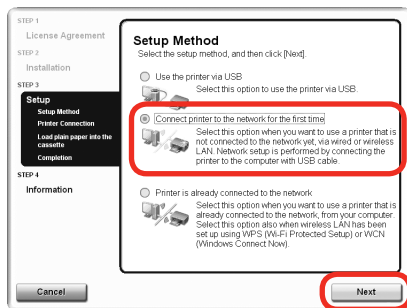 STEP 1
License Agreement
STEP 2
Installation
STEP 3
Setup
Setup Method
Printer Connection
Load plain paper into the
cassette
Completion
STEP 4
Information
Cancel
Setup Method
Select the setup method, and then click [Next].
Use the printer via USB
Select this option to use the printer via USB.
Connect printer to the network for the first time
Select this option when you want to use a printer that is
not connected to the network yet, via wired or wireless
LAN. Network setup is performed by connecting the
printer to the computer with USB cable.
Printer is already connected to the network
Select this option when you want to use a printer that is
already connected to the network, from your computer.
Select this option also when wireless LAN has been
set up using WPS (Wi-Fi Protected Setup) or WCN
(Windows Connect Now).
Next